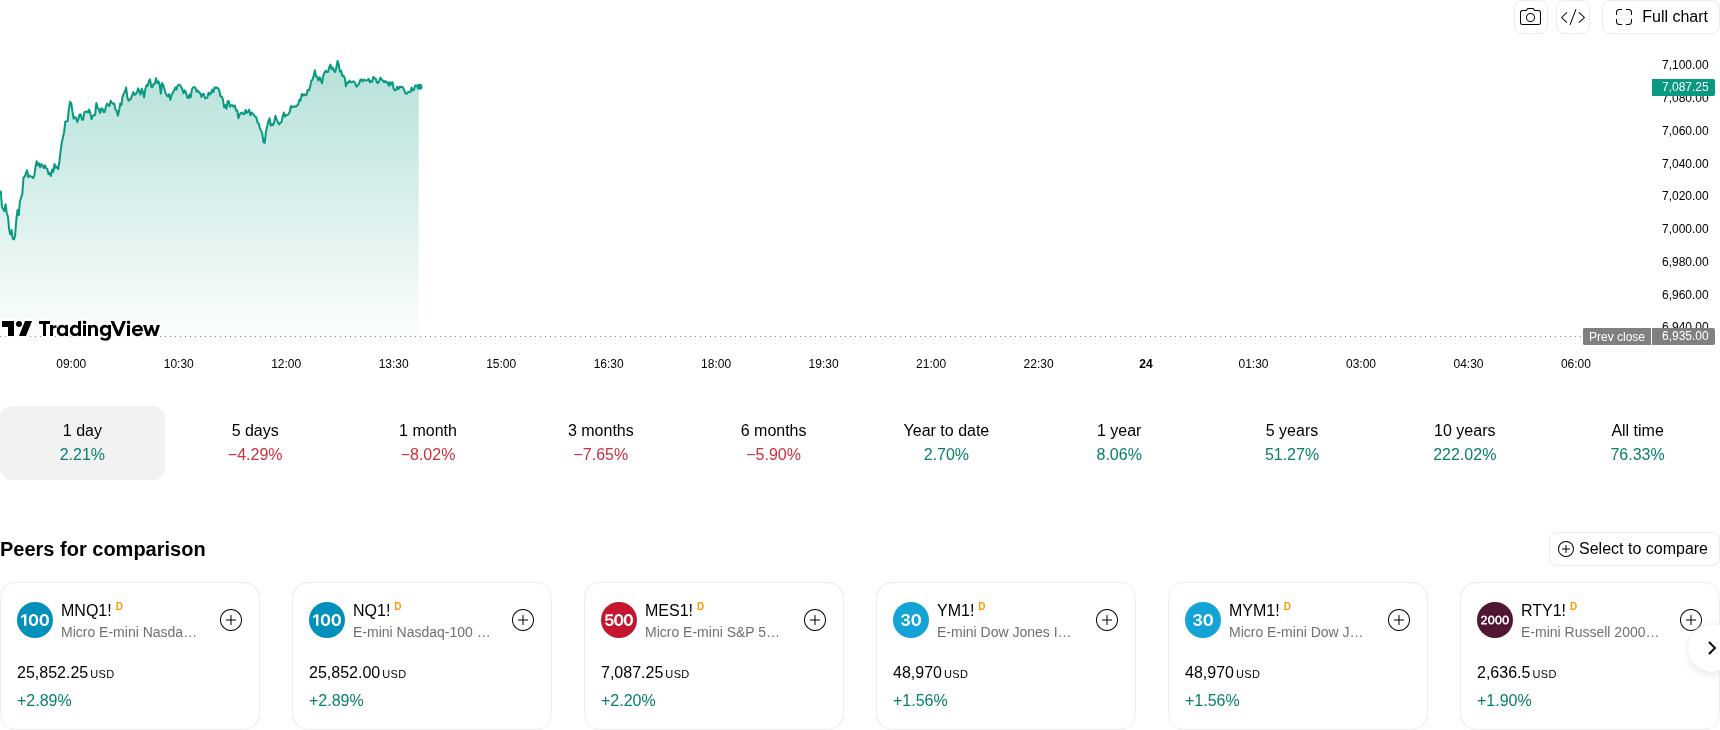 Full chart
7,100.00
7,087.25
7,080.00
7,060.00
7,040.00
7,020.00
7,000.00
6,980.00
6,960.00
6,940.00
TradingView
Prev close 6,935.00
09:00 10:30 12:00 13:30 15:00 16:30 18:00 19:30 21:00 22:30 24 01:30 03:00 04:30 06:00
1 day 5 days 1 month 3 months 6 months Year to date 1 year 5 years 10 years All time
2.21% −4.29% −8.02% −7.65% −5.90% 2.70% 8.06% 51.27% 222.02% 76.33%
Peers for comparison
Select to compare
100 MNQ1! D
Micro E-mini Nasda…
25,852.25 USD
+2.89%
100 NQ1! D
E-mini Nasdaq-100 …
25,852.00 USD
+2.89%
500 MES1! D
Micro E-mini S&P 5…
7,087.25 USD
+2.20%
30 YM1! D
E-mini Dow Jones I…
48,970 USD
+1.56%
30 MYM1! D
Micro E-mini Dow J…
48,970 USD
+1.56%
2000 RTY1! D
E-mini Russell 2000…
2,636.5 USD
+1.90%